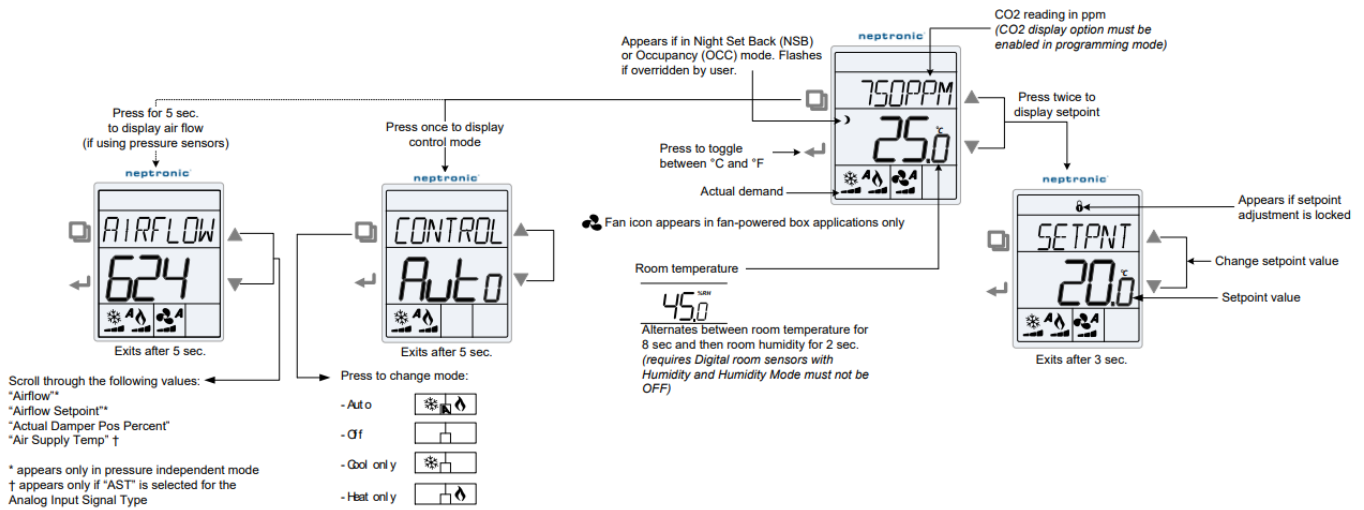 CO2 reading in ppm
(CO2 display option must be
enabled in programming mode)
Appears if in Night Set Back (NSB)
or Occupancy (OCC) mode. Flashes
if overridden by user.
neptronic
750PPM
25.0 °C
A
A
Press twice to
display setpoint
Press to toggle
between °C and °F
Actual demand
Fan icon appears in fan-powered box applications only
Press for 5 sec.
to display air flow
(if using pressure sensors)
neptronic
AIRFLOW
624
A
A
Exits after 5 sec.
Press once to display
control mode
neptronic
CONTROL
Auto
A
Exits after 5 sec.
Room temperature
45.0 %RH
Alternates between room temperature for
8 sec and then room humidity for 2 sec.
(requires Digital room sensors with
Humidity and Humidity Mode must not be
OFF)
neptronic
SETPNT
20.0 °C
A
A
Exits after 3 sec.
Appears if setpoint
adjustment is locked
Change setpoint value
Setpoint value
Scroll through the following values:
“Airflow”*
“Airflow Setpoint”*
“Actual Damper Pos Percent”
“Air Supply Temp” †
* appears only in pressure independent mode
† appears only if “AST” is selected for the
Analog Input Signal Type
Press to change mode:
- Auto
A
- Off
- Cool only
- Heat only